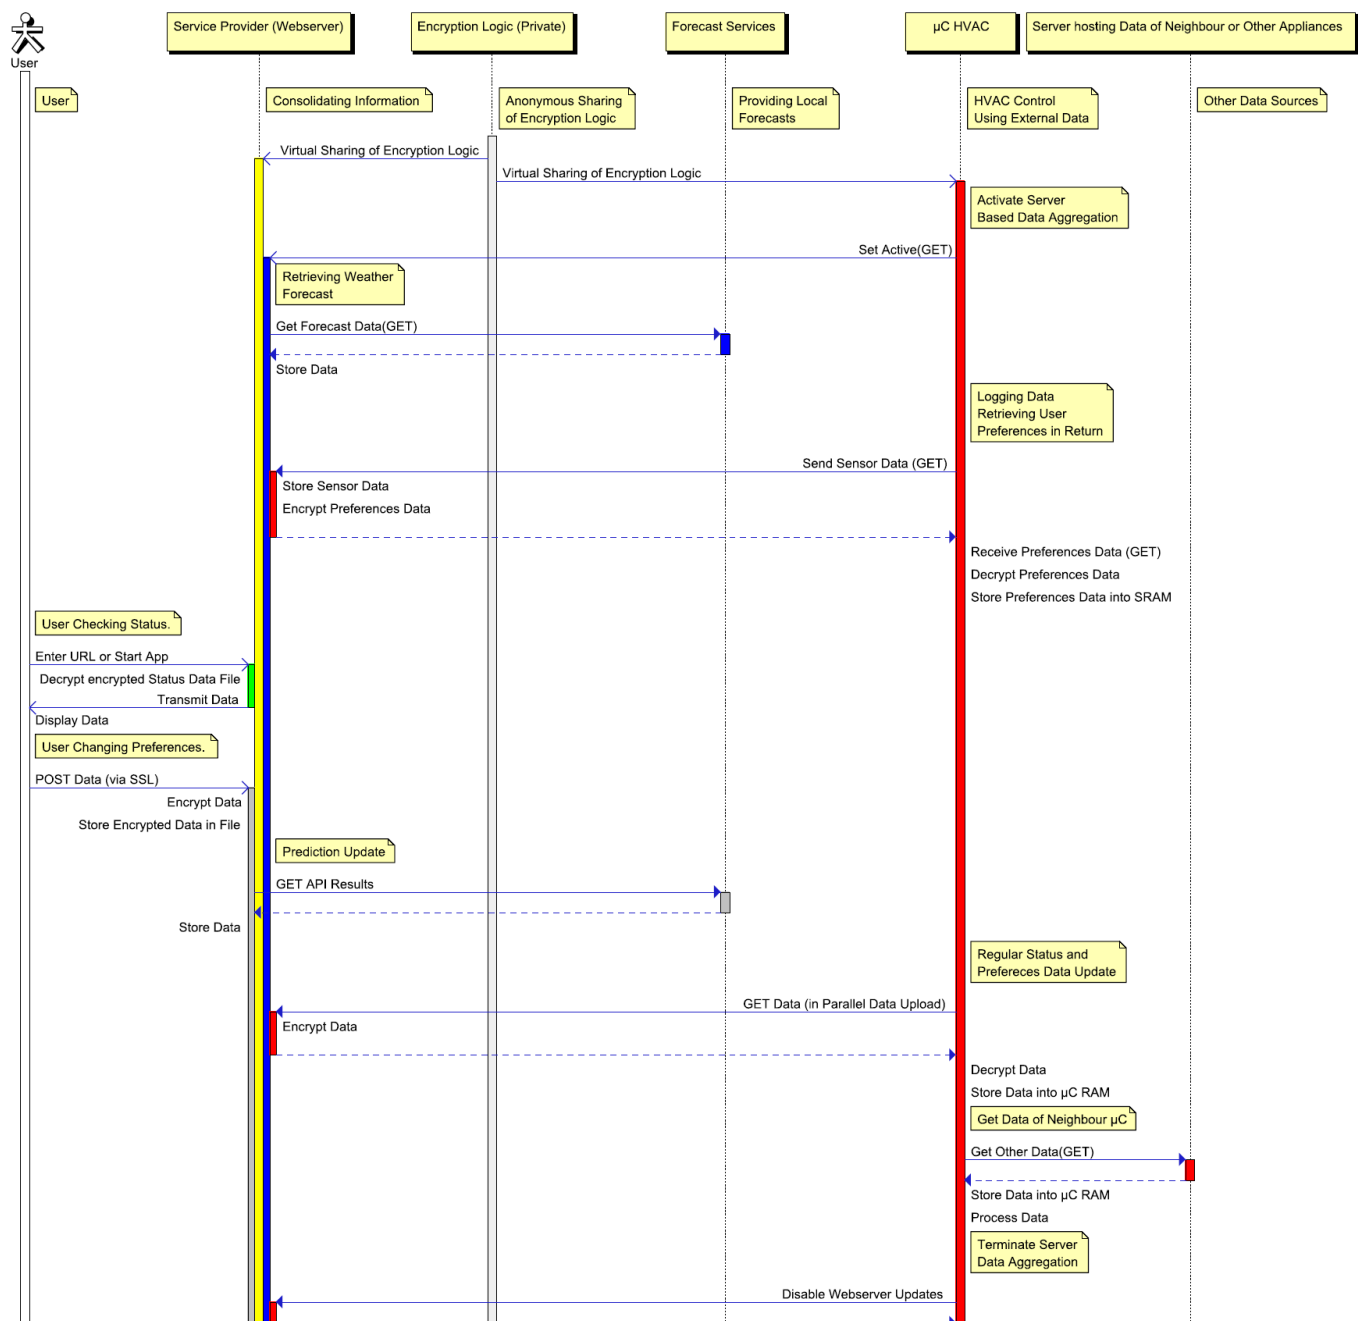 User
Service Provider (Webserver)
Encryption Logic (Private)
Forecast Services
µC HVAC
Server hosting Data of Neighbour or Other Appliances
User
Consolidating Information
Anonymous Sharing
of Encryption Logic
Providing Local
Forecasts
HVAC Control
Using External Data
Other Data Sources
Virtual Sharing of Encryption Logic
Virtual Sharing of Encryption Logic
Activate Server
Based Data Aggregation
Set Active(GET)
Retrieving Weather
Forecast
Get Forecast Data(GET)
Store Data
Logging Data
Retrieving User
Preferences in Return
Send Sensor Data (GET)
Store Sensor Data
Encrypt Preferences Data
Receive Preferences Data (GET)
Decrypt Preferences Data
Store Preferences Data into SRAM
User Checking Status.
Enter URL or Start App
Decrypt encrypted Status Data File
Transmit Data
Display Data
User Changing Preferences.
POST Data (via SSL)
Encrypt Data
Store Encrypted Data in File
Prediction Update
GET API Results
Store Data
Regular Status and
Prefereces Data Update
GET Data (in Parallel Data Upload)
Encrypt Data
Decrypt Data
Store Data into µC RAM
Get Data of Neighbour µC
Get Other Data(GET)
Store Data into µC RAM
Process Data
Terminate Server
Data Aggregation
Disable Webserver Updates